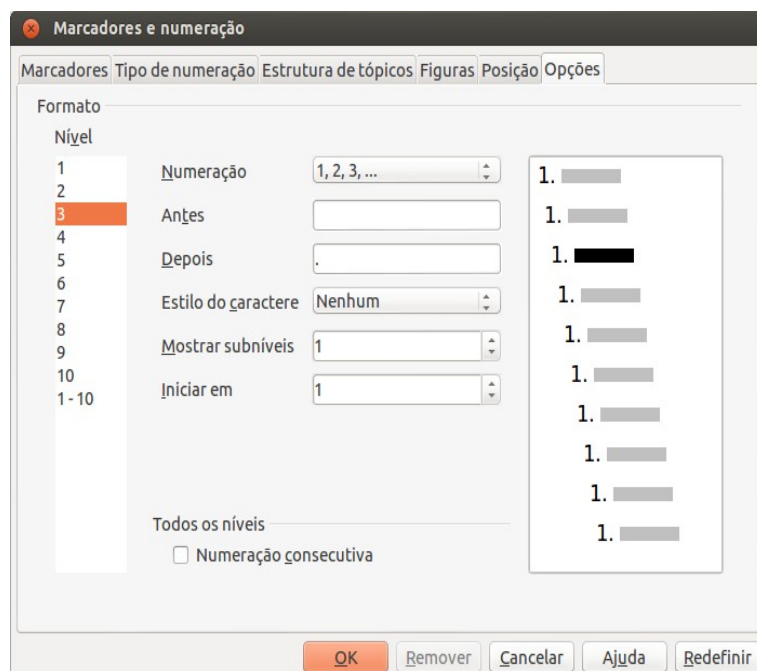 Marcadores e numeração
Marcadores Tipo de numeração Estrutura de tópicos Figuras Posição Opções
Formato
Nível
1
2
3
4
5
6
7
8
9
10
1 - 10
Numeração 1, 2, 3, ...
Antes
Depois .
Estilo do caractere Nenhum
Mostrar subníveis 1
Iniciar em 1
Todos os níveis
Numeração consecutiva
1.
1.
1.
1.
1.
1.
1.
1.
1.
1.
OK Remover Cancelar Ajuda Redefinir